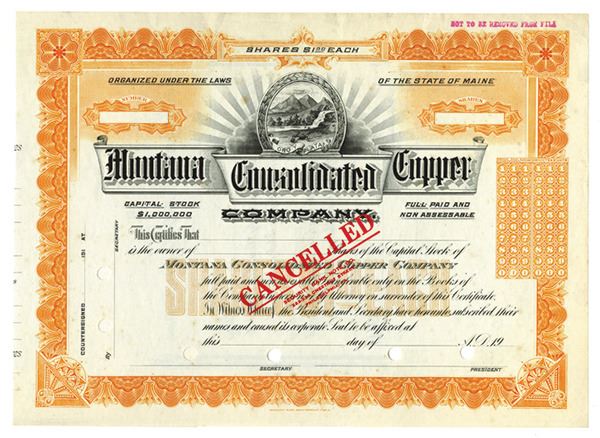 NOT TO BE REMOVED FROM FILE
SHARES $1.00 EACH
ORGANIZED UNDER THE LAWS OF THE STATE OF MAINE
NUMBER
SHARES
ORO Y PLATA
Montana Consolidated Copper
CAPITAL STOCK
$1,000,000
FULL PAID AND
NON ASSESSABLE
COMPANY.
This Certifies That
is the owner of Shares of the Capital Stock of
MONTANA CONSOLIDATED COPPER COMPANY
full paid and non assessable transferable only on the Books of
the Company in person or by Attorney on surrender of this Certificate.
In Witness Whereof, the President and Secretary have hereunto subscribed their
names and caused its corporate Seal to be affixed at
this day of A.D. 19
SECRETARY
PRESIDENT
CANCELLED
COUNTERSIGNED 191 AT
BY SECRETARY